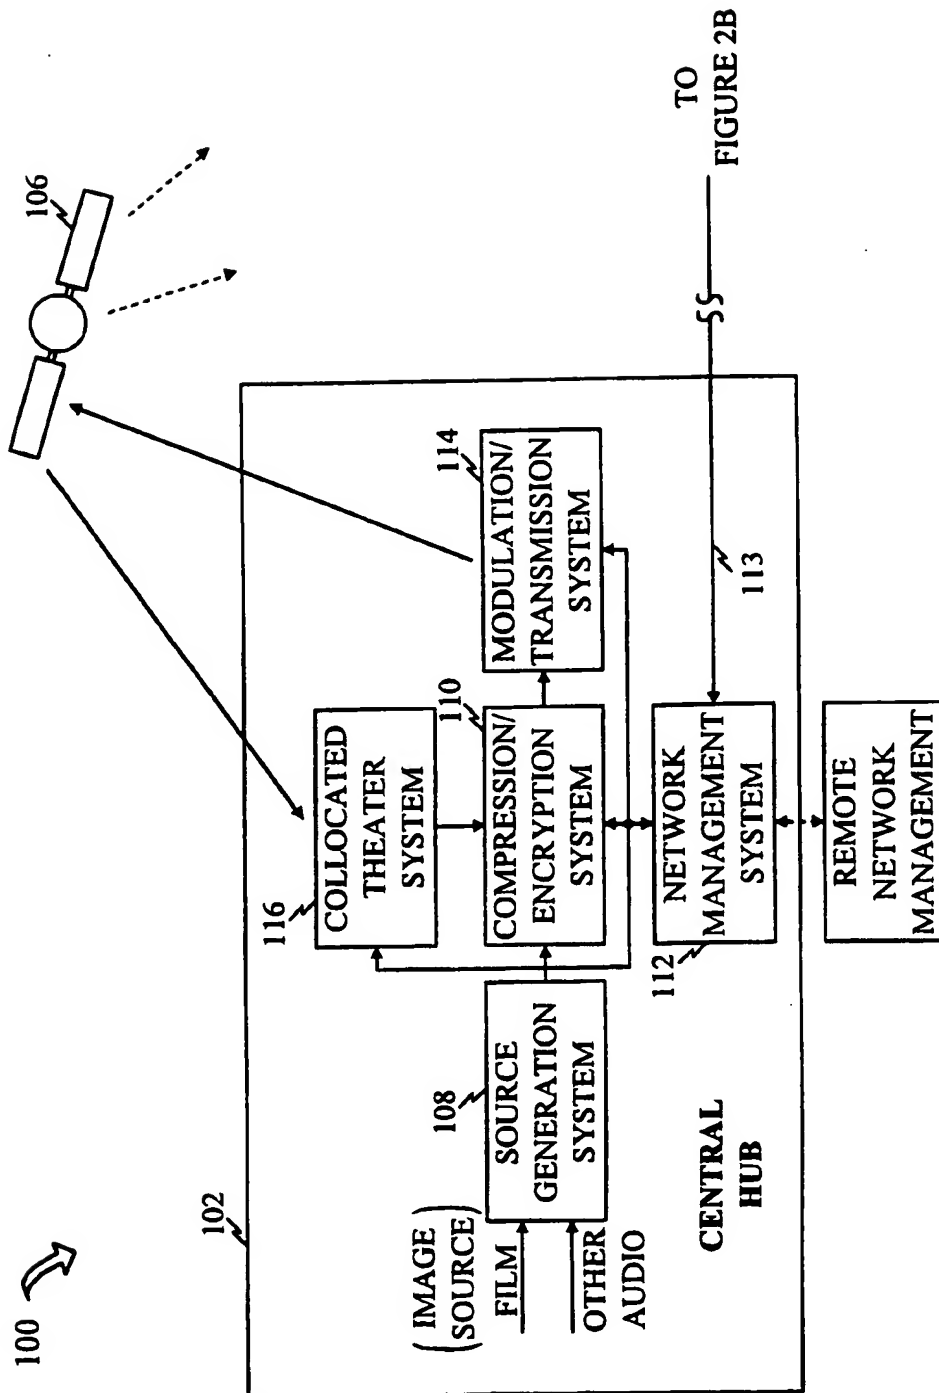 100
102
106
116
COLLOCATED
THEATER
SYSTEM
( IMAGE
SOURCE )
FILM
OTHER
AUDIO
108
SOURCE
GENERATION
SYSTEM
110
COMPRESSION/
ENCRYPTION
SYSTEM
114
MODULATION/
TRANSMISSION
SYSTEM
112
NETWORK
MANAGEMENT
SYSTEM
113
TO
FIGURE 2B
CENTRAL
HUB
REMOTE
NETWORK
MANAGEMENT